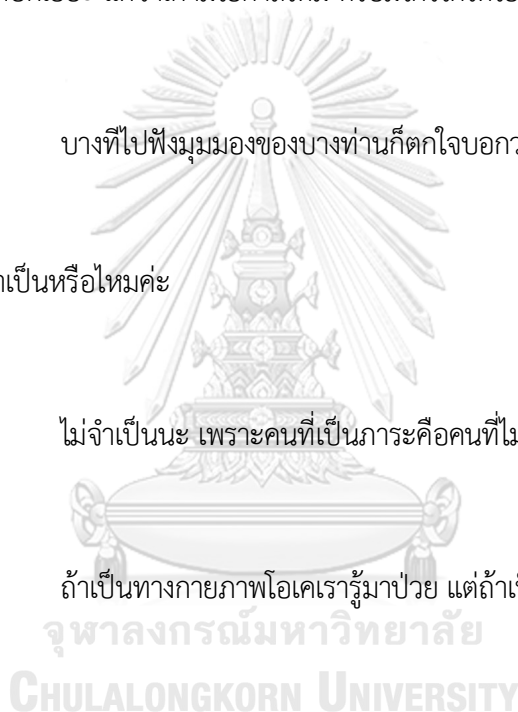 บางทีไปฟังมุมมองของบางท่านก็ตกใจบอกว
าเป็นหรือไหมค่ะ
ไม่จำเป็นนะ เพราะคนที่เป็นภาระคือคนที่ไม
ถ้าเป็นทางกายภาพโอเคเรารู้มาป่วย แต่ถ้าเป็
จุฬาลงกรณ์มหาวิทยาลัย
CHULALONGKORN UNIVERSITY